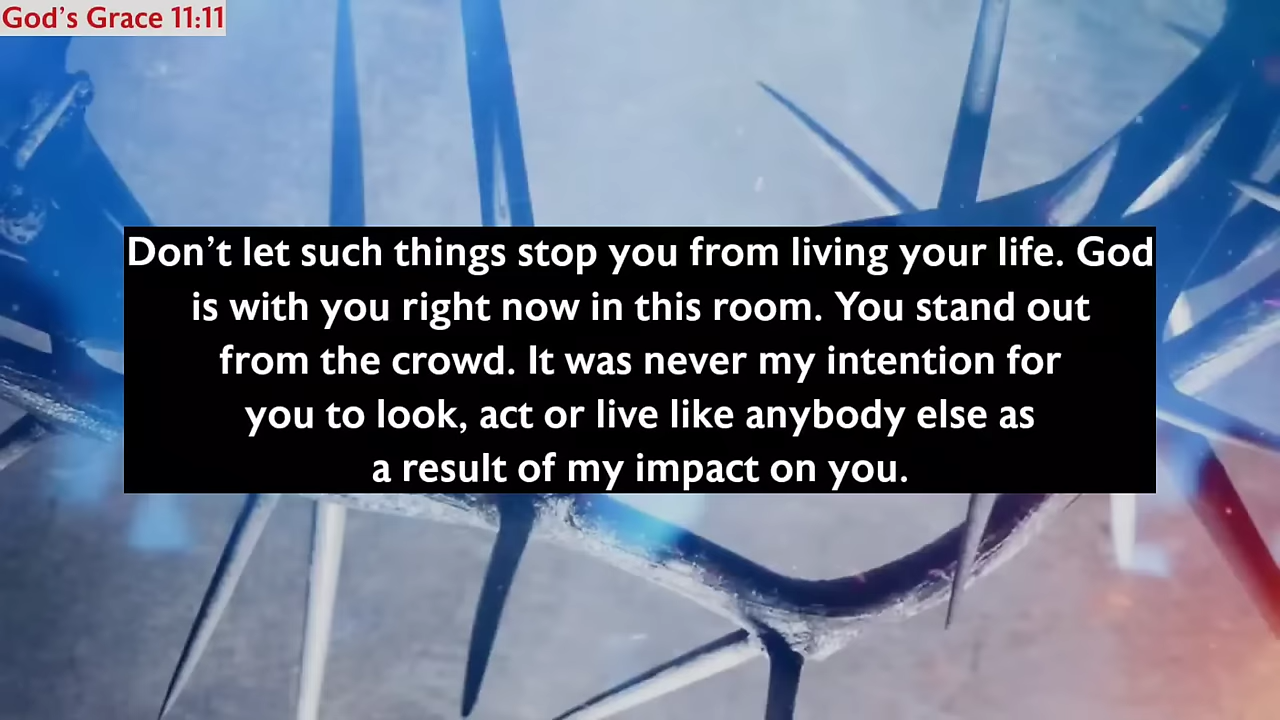 God’s Grace 11:11
Don’t let such things stop you from living your life. God
is with you right now in this room. You stand out
from the crowd. It was never my intention for
you to look, act or live like anybody else as
a result of my impact on you.